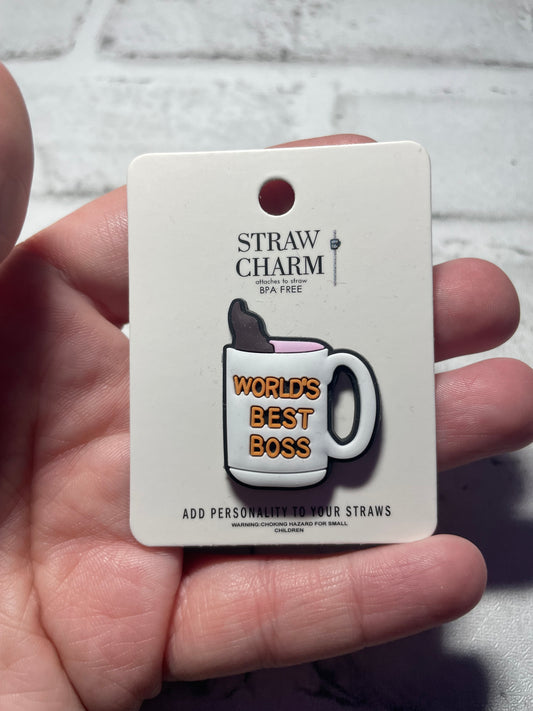 STRAW
CHARM
attaches to straw
BPA FREE
WORLD'S
BEST
BOSS
ADD PERSONALITY TO YOUR STRAWS
WARNING:CHOKING HAZARD FOR SMALL
CHILDREN